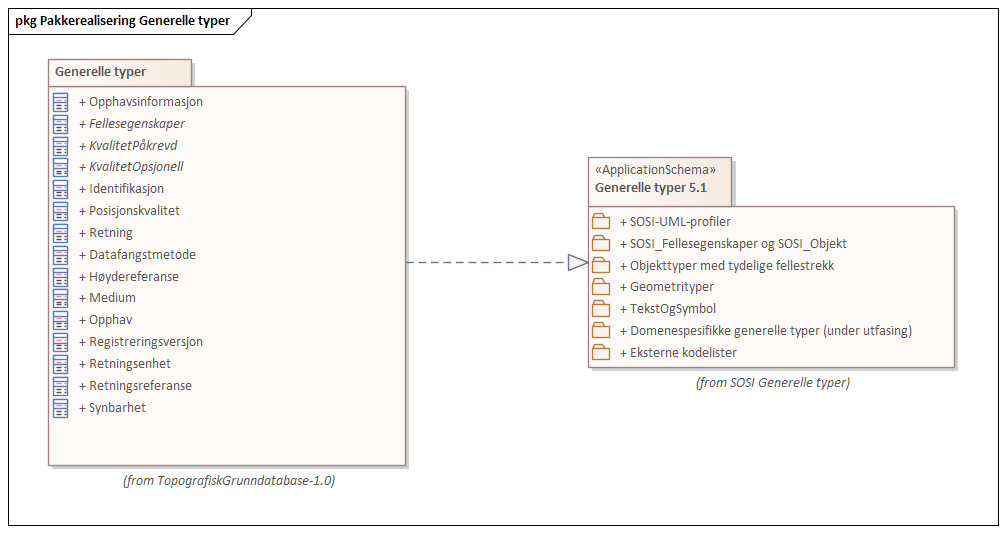 pkg Pakkerealisering Generelle typer
Generelle typer
+ Opphavsinformasjon
+ Fellesegenskaper
+ KvalitetPåkrevd
+ KvalitetOpsjonell
+ Identifikasjon
+ Posisjonskvalitet
+ Retning
+ Datafangstmetode
+ Høydereferanse
+ Medium
+ Opphav
+ Registreringsversjon
+ Retningsenhet
+ Retningsreferanse
+ Synbarhet
(from TopografiskGrunndatabase-1.0)
«ApplicationSchema»
Generelle typer 5.1
+ SOSI-UML-profiler
+ SOSI_Fellesegenskaper og SOSI_Objekt
+ Objekttyper med tydelige fellestrekk
+ Geometrityper
+ TekstOgSymbol
+ Domenespesifikke generelle typer (under utfasing)
+ Eksterne kodelister
(from SOSI Generelle typer)